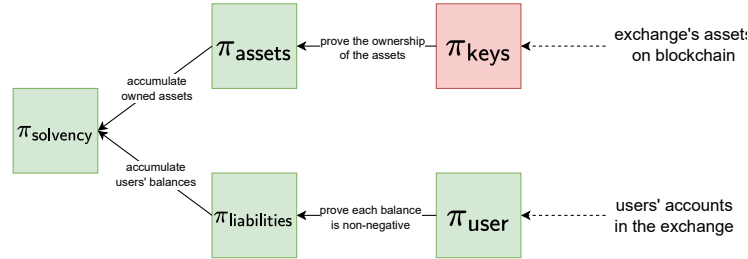 π_assets
prove the ownership
of the assets
π_keys
exchange's assets
on blockchain
accumulate
owned assets
π_solvency
accumulate
users' balances
π_liabilities
prove each balance
is non-negative
π_user
users' accounts
in the exchange